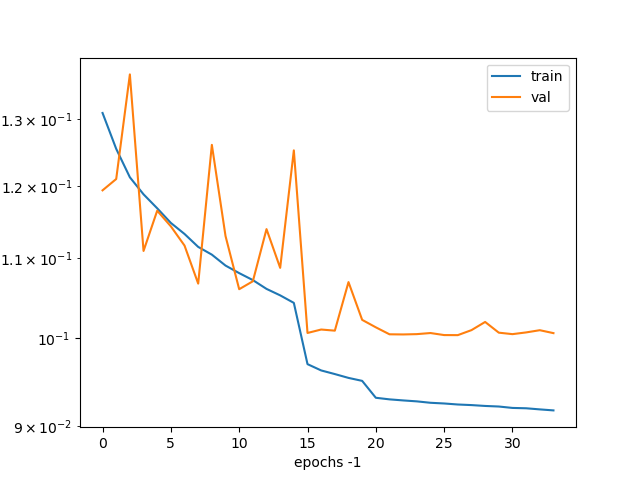 train
val
1.3 × 10⁻¹
1.2 × 10⁻¹
1.1 × 10⁻¹
10⁻¹
9 × 10⁻²
0 5 10 15 20 25 30
epochs -1